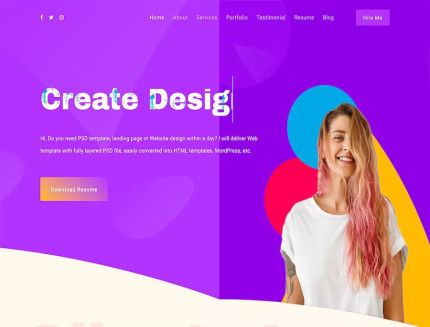 Home About Services Portfolio Testimonial Resume Blog Hire Me
Create Desig
Hi, Do you need PSD template, landing page or Website design within a day? I will deliver Web
template with fully layered PSD file, easily converted into HTML templates, WordPress, etc.
Download Resume